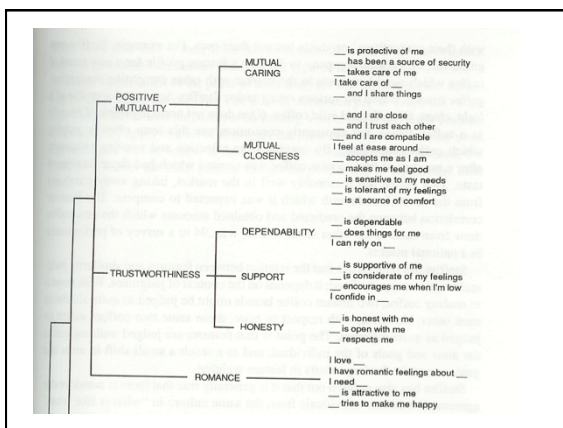 MUTUAL
CARING
__ is protective of me
__ has been a source of security
__ takes care of me
I take care of __
__ and I share things
POSITIVE
MUTUALITY
MUTUAL
CLOSENESS
__ and I are close
__ and I trust each other
__ and I are compatible
I feel at ease around __
__ accepts me as I am
__ makes me feel good
__ is sensitive to my needs
__ is tolerant of my feelings
__ is a source of comfort
TRUSTWORTHINESS
DEPENDABILITY
__ is dependable
__ does things for me
I can rely on __
SUPPORT
__ is supportive of me
__ is considerate of my feelings
__ encourages me when I'm low
I confide in __
HONESTY
__ is honest with me
__ is open with me
__ respects me
ROMANCE
I love __
I have romantic feelings about __
I need __
__ is attractive to me
__ tries to make me happy